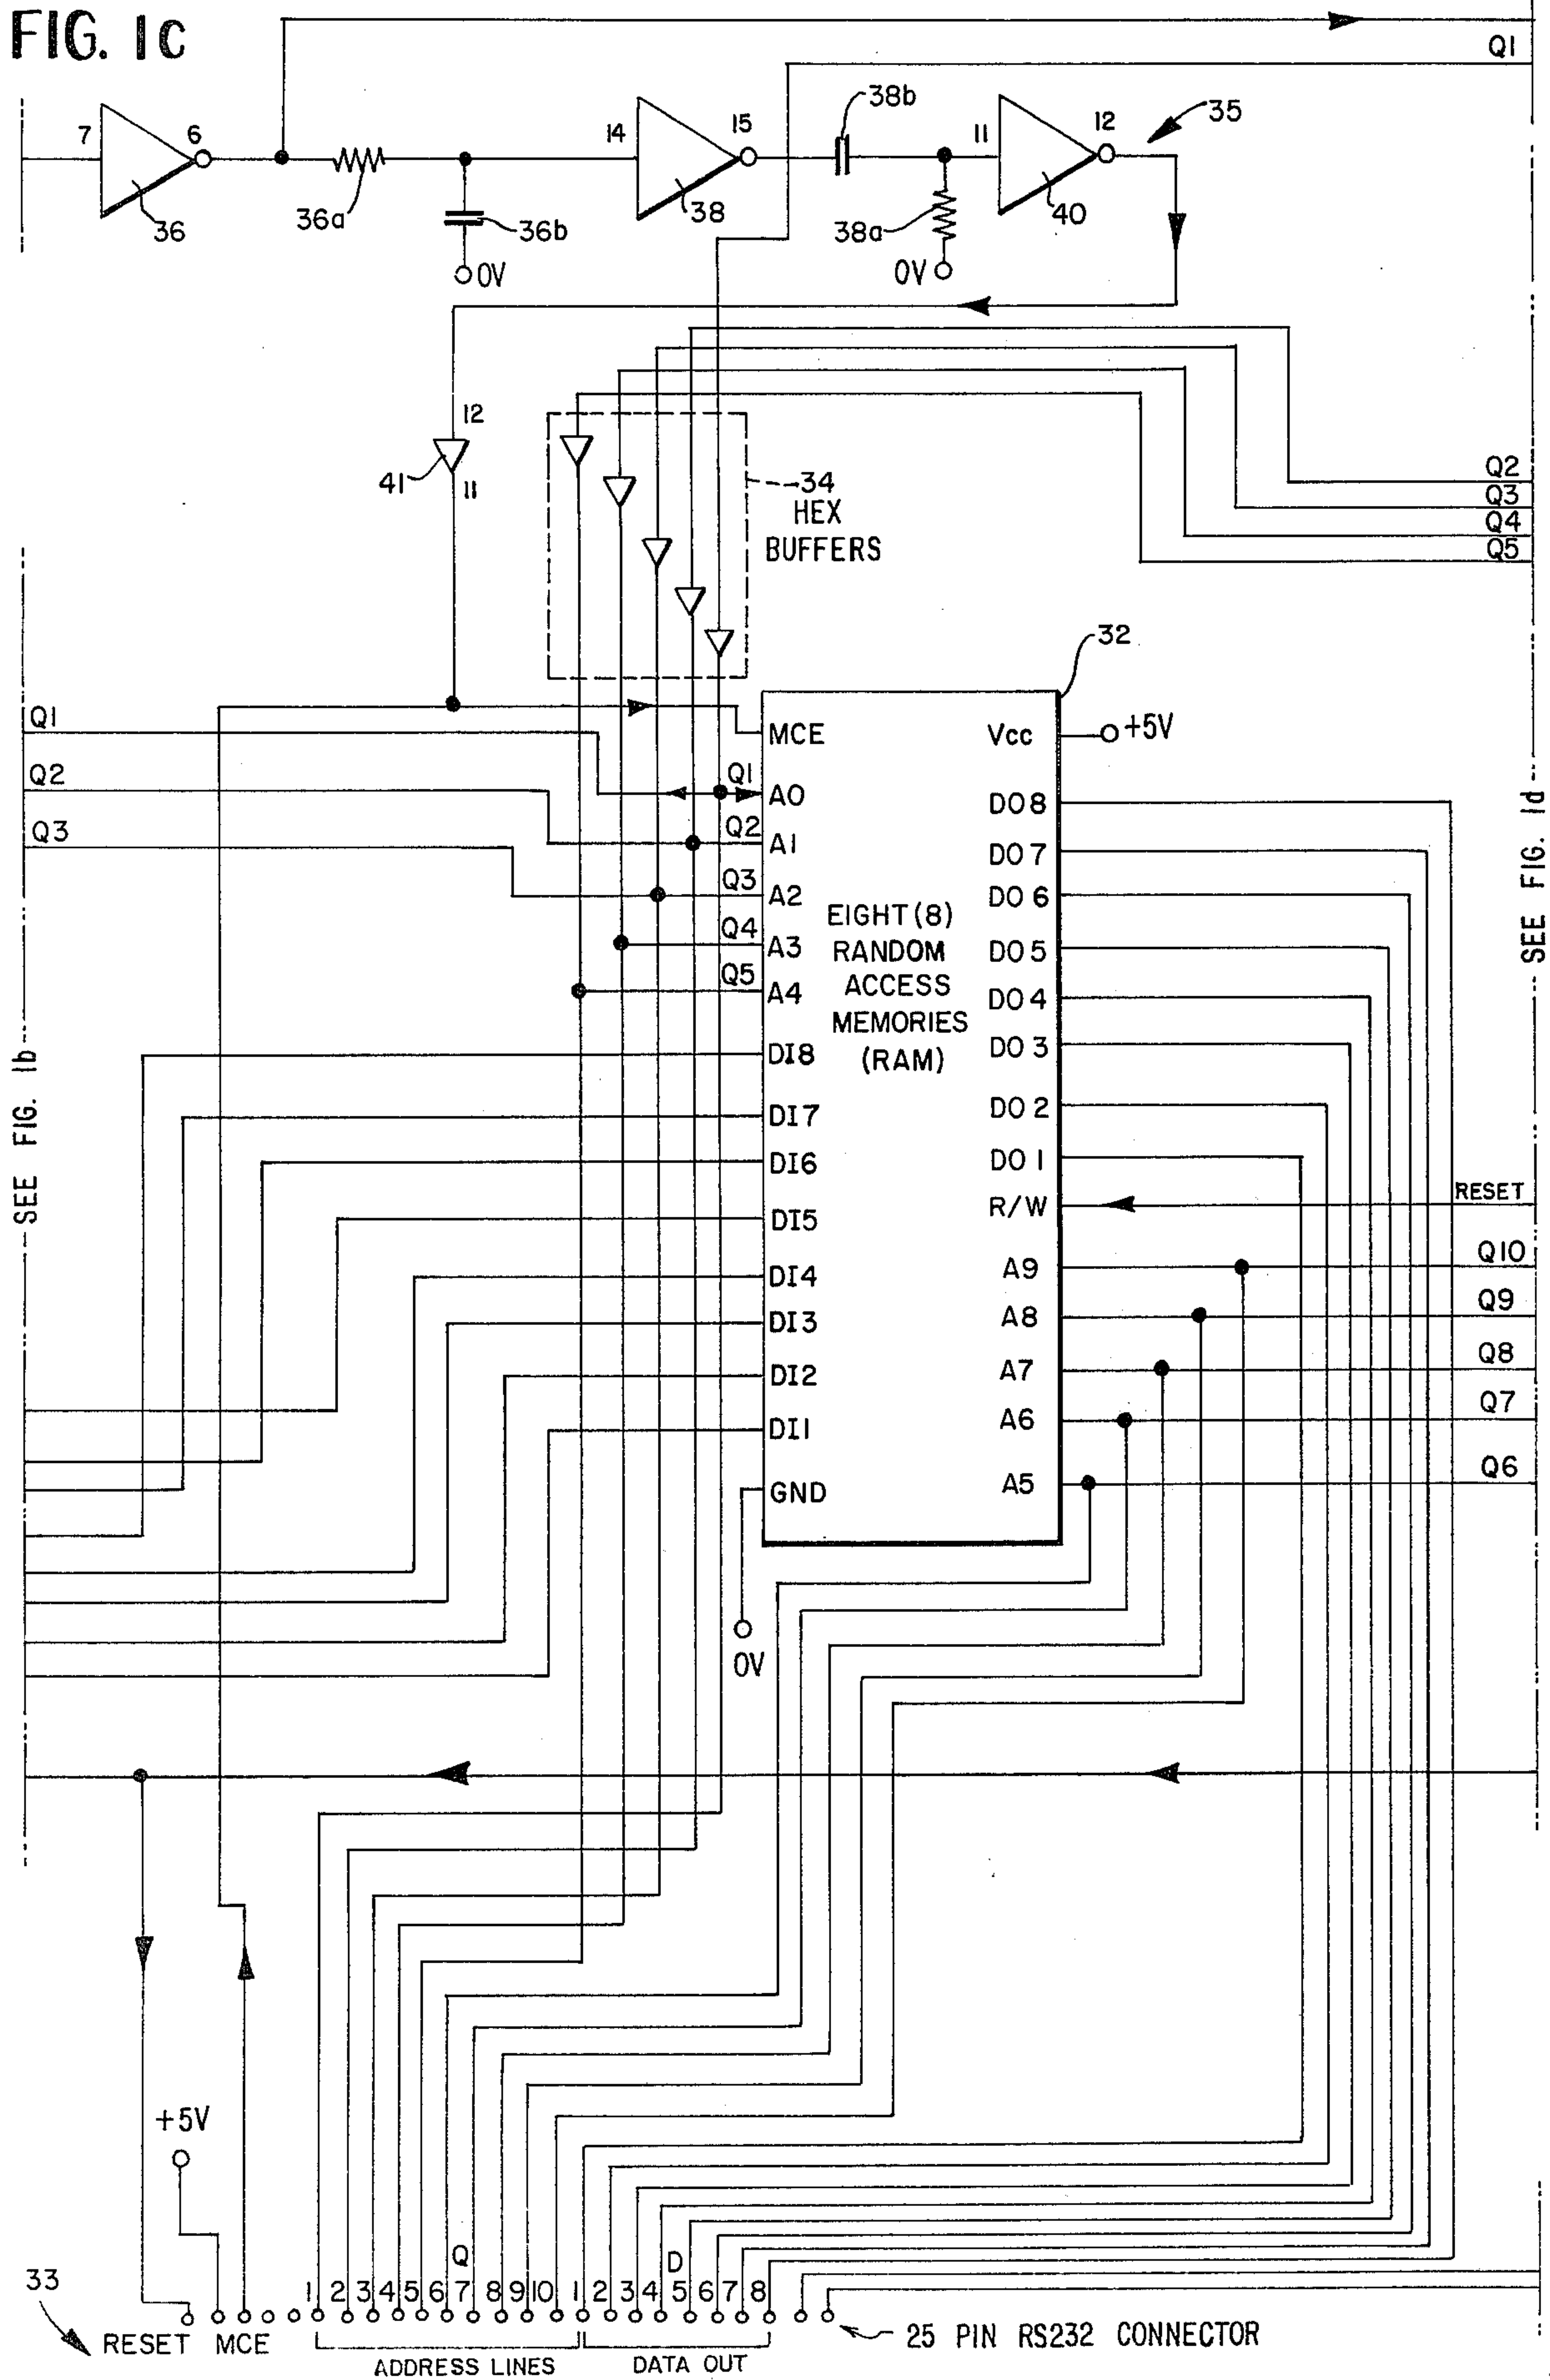 FIG. 1c
Q1
7
6
14
15
38b
11
12
35
36
36a
36b
38
38a
40
0V
0V
12
41
11
34
HEX
BUFFERS
Q2
Q3
Q4
Q5
32
Q1
MCE
Vcc
+5V
Q2
Q1
A0
DO8
Q3
Q2
A1
DO7
Q3
A2
DO6
EIGHT (8)
RANDOM
ACCESS
MEMORIES
(RAM)
Q4
A3
DO5
Q5
A4
DO4
DI8
DO3
DI7
DO2
DI6
DO1
RESET
DI5
R/W
DI4
A9
Q10
DI3
A8
Q9
DI2
A7
Q8
DI1
A6
Q7
GND
A5
Q6
0V
SEE FIG. 1b
SEE FIG. 1d
+5V
Q
D
33
1 2 3 4 5 6 7 8 9 10 1 2 3 4 5 6 7 8
RESET MCE
25 PIN RS232 CONNECTOR
ADDRESS LINES
DATA OUT